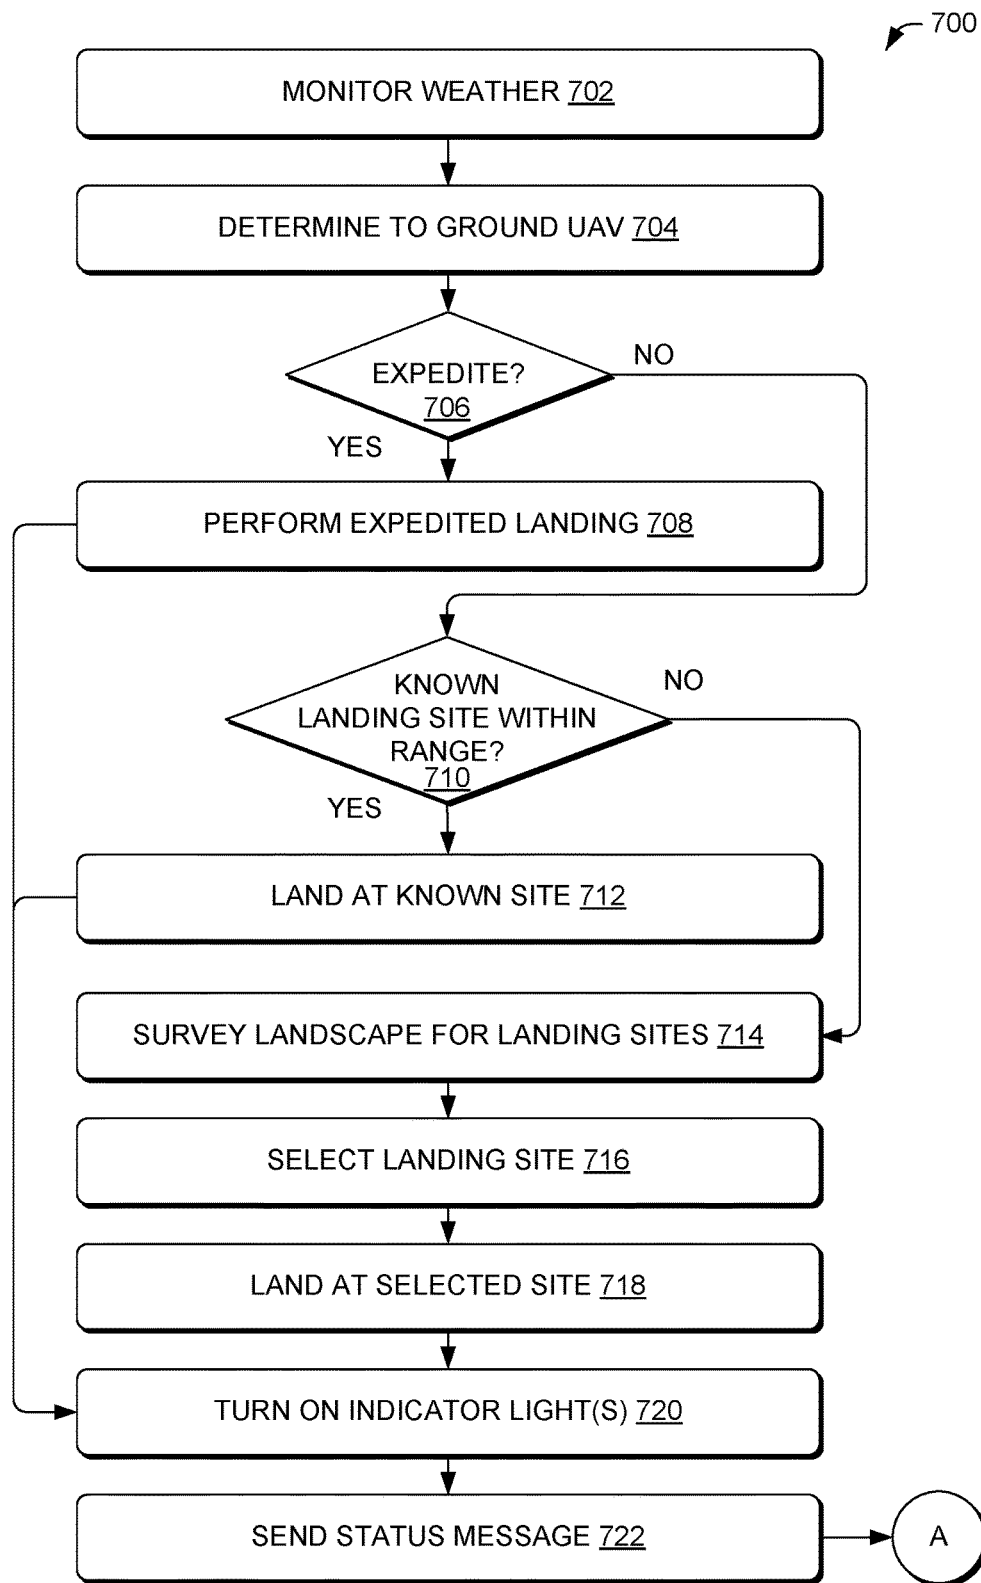 700
MONITOR WEATHER 702
DETERMINE TO GROUND UAV 704
EXPEDITE?
706
NO
YES
PERFORM EXPEDITED LANDING 708
KNOWN
LANDING SITE WITHIN
RANGE?
710
NO
YES
LAND AT KNOWN SITE 712
SURVEY LANDSCAPE FOR LANDING SITES 714
SELECT LANDING SITE 716
LAND AT SELECTED SITE 718
TURN ON INDICATOR LIGHT(S) 720
SEND STATUS MESSAGE 722
A